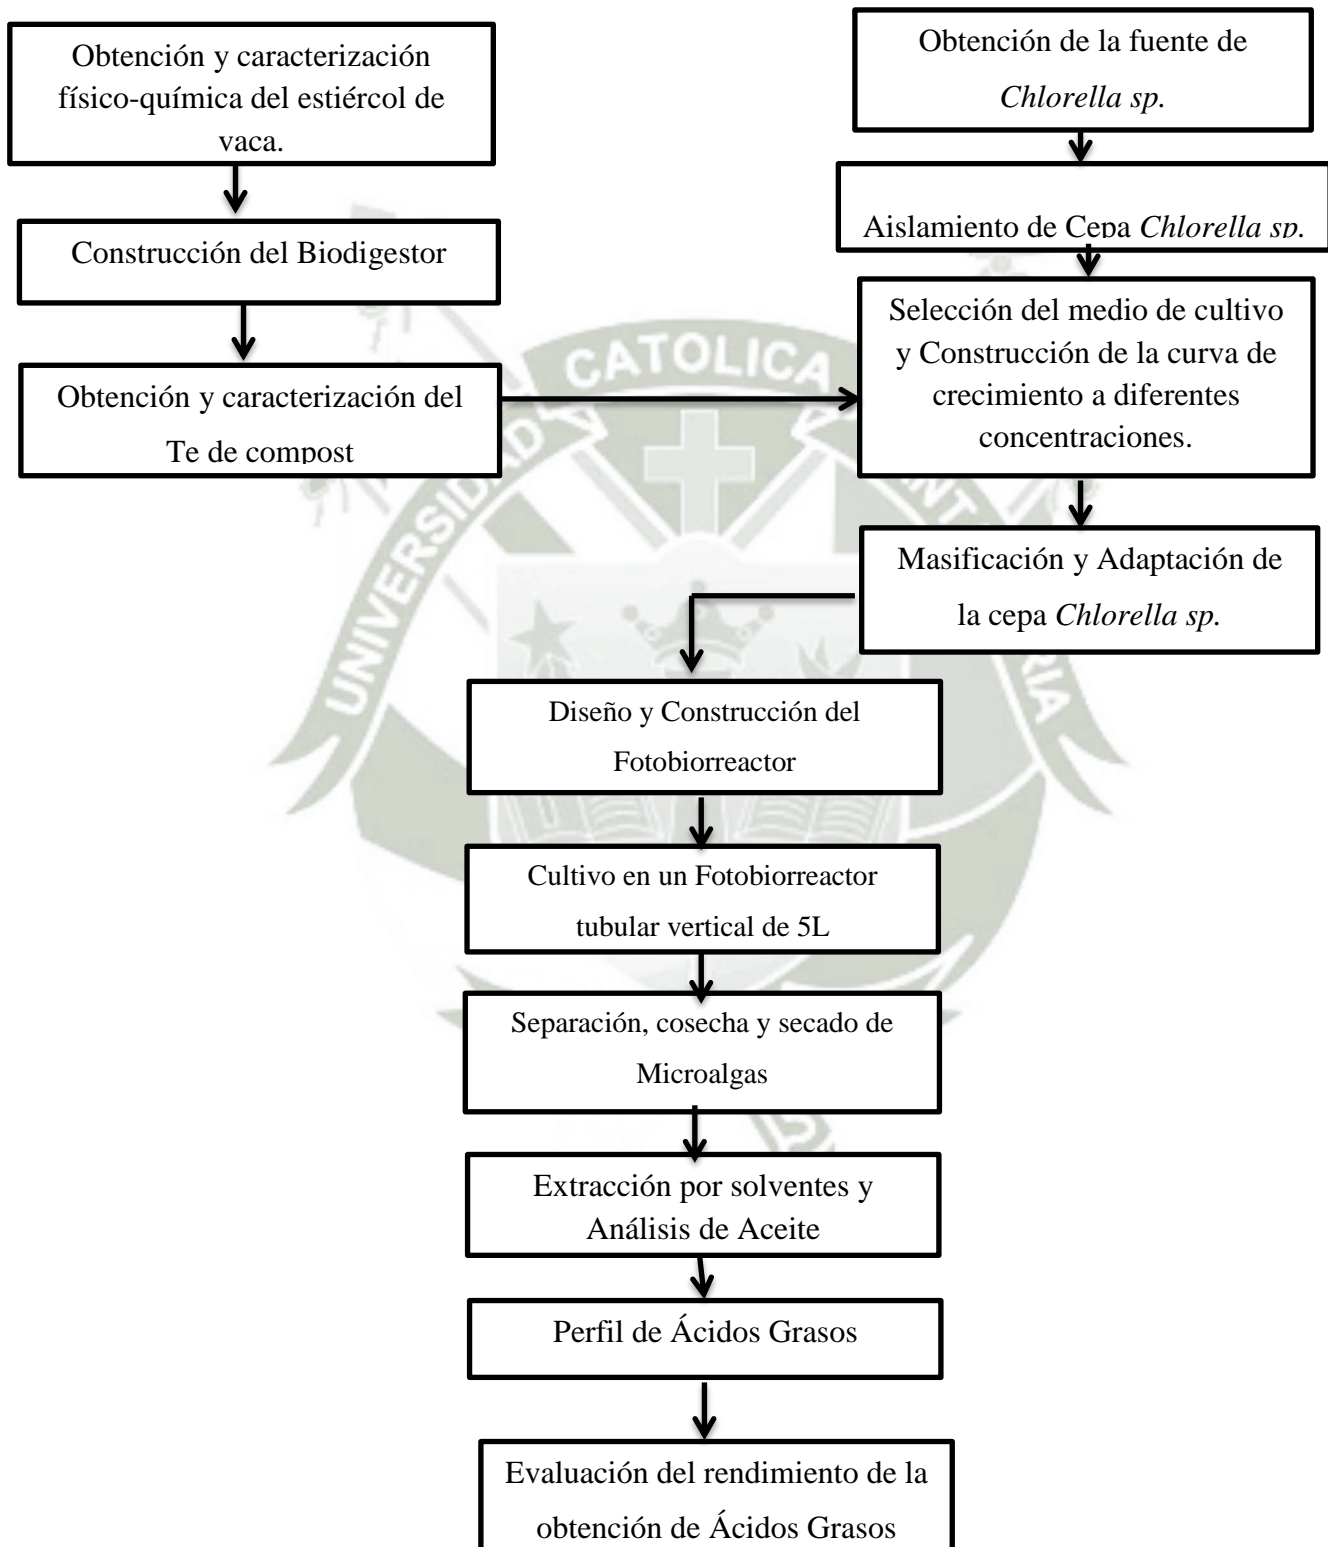 Obtención y caracterización
físico-química del estiércol de
vaca.
Construcción del Biodigestor
Obtención y caracterización del
Te de compost
Obtención de la fuente de
Chlorella sp.
Aislamiento de Cepa Chlorella sp.
Selección del medio de cultivo
y Construcción de la curva de
crecimiento a diferentes
concentraciones.
Masificación y Adaptación de
la cepa Chlorella sp.
Diseño y Construcción del
Fotobiorreactor
Cultivo en un Fotobiorreactor
tubular vertical de 5L
Separación, cosecha y secado de
Microalgas
Extracción por solventes y
Análisis de Aceite
Perfil de Ácidos Grasos
Evaluación del rendimiento de la
obtención de Ácidos Grasos
UNIVERSIDAD CATOLICA